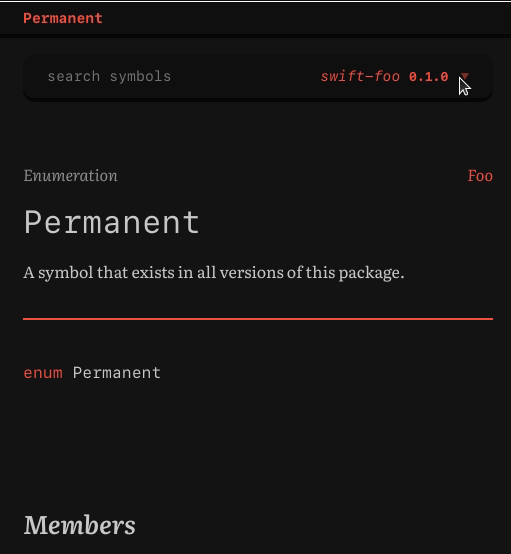 Permanent
search symbols swift-foo 0.1.0 ▼
Enumeration Foo
Permanent
A symbol that exists in all versions of this package.
enum Permanent
Members